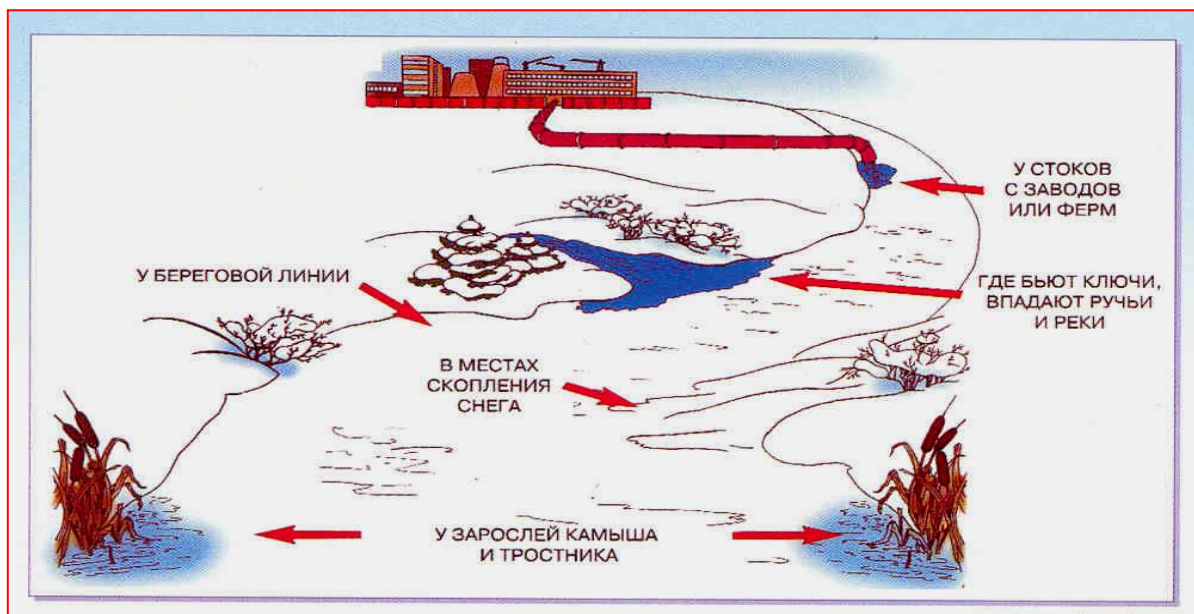 У СТОКОВ
С ЗАВОДОВ
ИЛИ ФЕРМ
У БЕРЕГОВОЙ ЛИНИИ
ГДЕ БЬЮТ КЛЮЧИ,
ВПАДАЮТ РУЧЬИ
И РЕКИ
В МЕСТАХ
СКОПЛЕНИЯ
СНЕГА
У ЗАРОСЛЕЙ КАМЫША
И ТРОСТНИКА